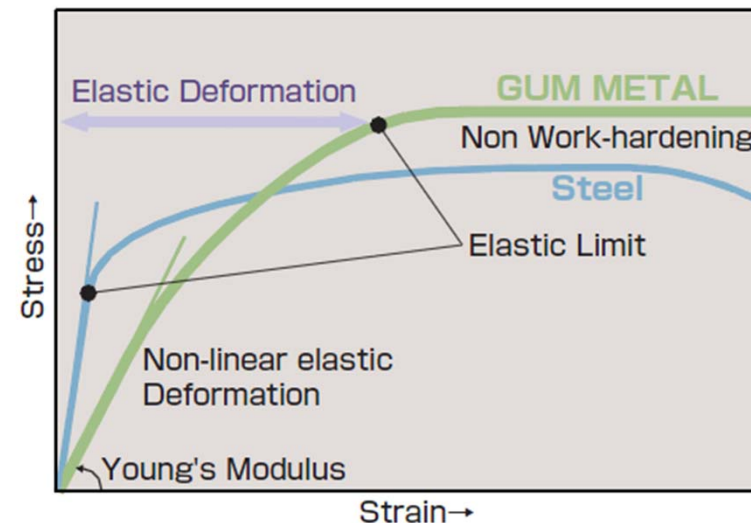 Elastic Deformation
GUM METAL
Non Work-hardening
Steel
Elastic Limit
Non-linear elastic
Deformation
Young's Modulus
Stress→
Strain→